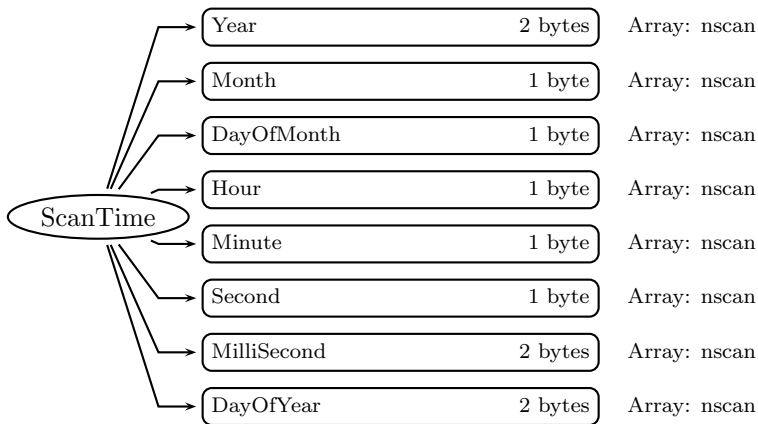 Year 2 bytes Array: nscan
Month 1 byte Array: nscan
DayOfMonth 1 byte Array: nscan
Hour 1 byte Array: nscan
ScanTime
Minute 1 byte Array: nscan
Second 1 byte Array: nscan
MilliSecond 2 bytes Array: nscan
DayOfYear 2 bytes Array: nscan